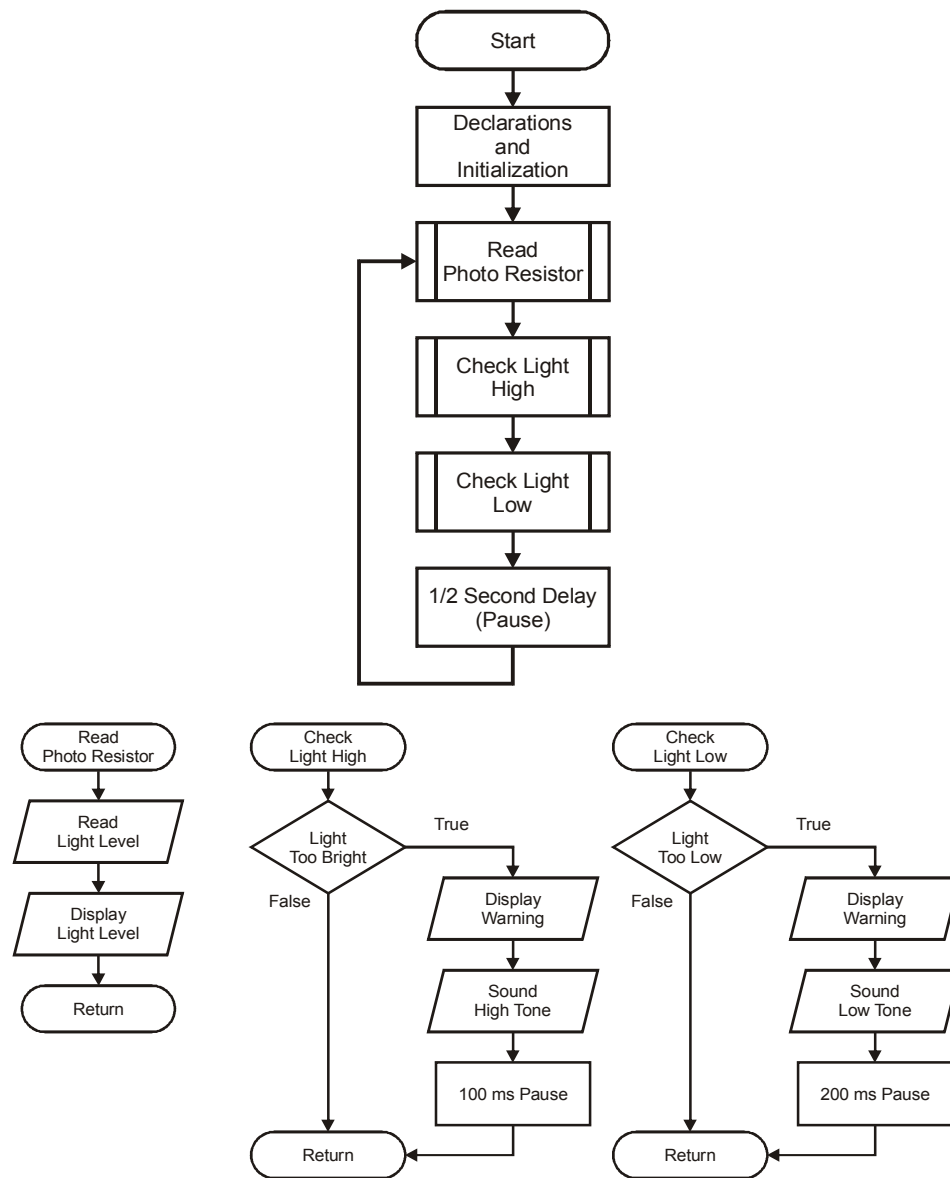 Start
Declarations
and
Initialization
Read
Photo Resistor
Check Light
High
Check Light
Low
1/2 Second Delay
(Pause)
Read
Photo Resistor
Read
Light Level
Display
Light Level
Return
Check
Light High
Light
Too Bright
True
False
Display
Warning
Sound
High Tone
100 ms Pause
Return
Check
Light Low
Light
Too Low
True
False
Display
Warning
Sound
Low Tone
200 ms Pause
Return